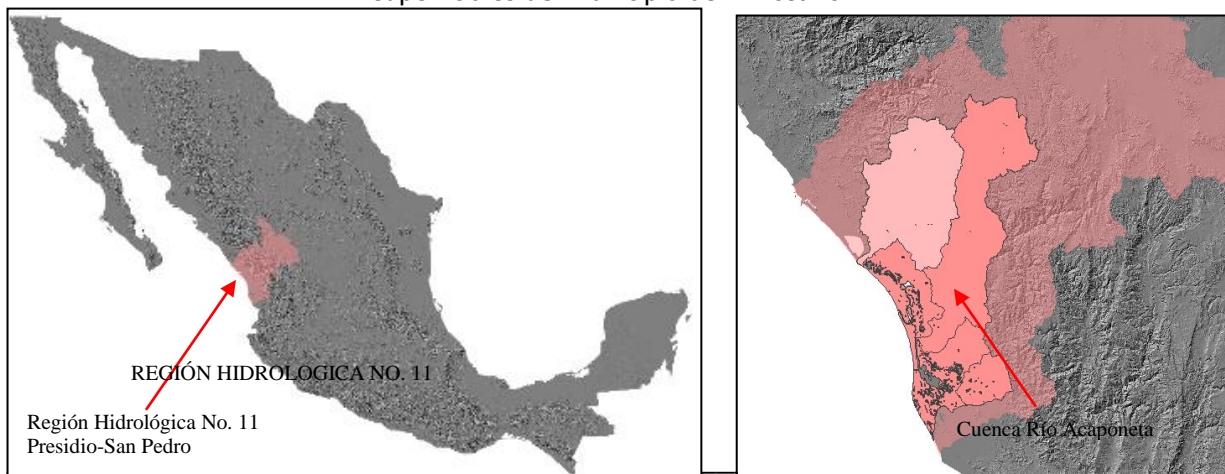 REGIÓN HIDROLOGICA NO. 11
Región Hidrológica No. 11
Presidio-San Pedro
Cuenca Río Acaponeta